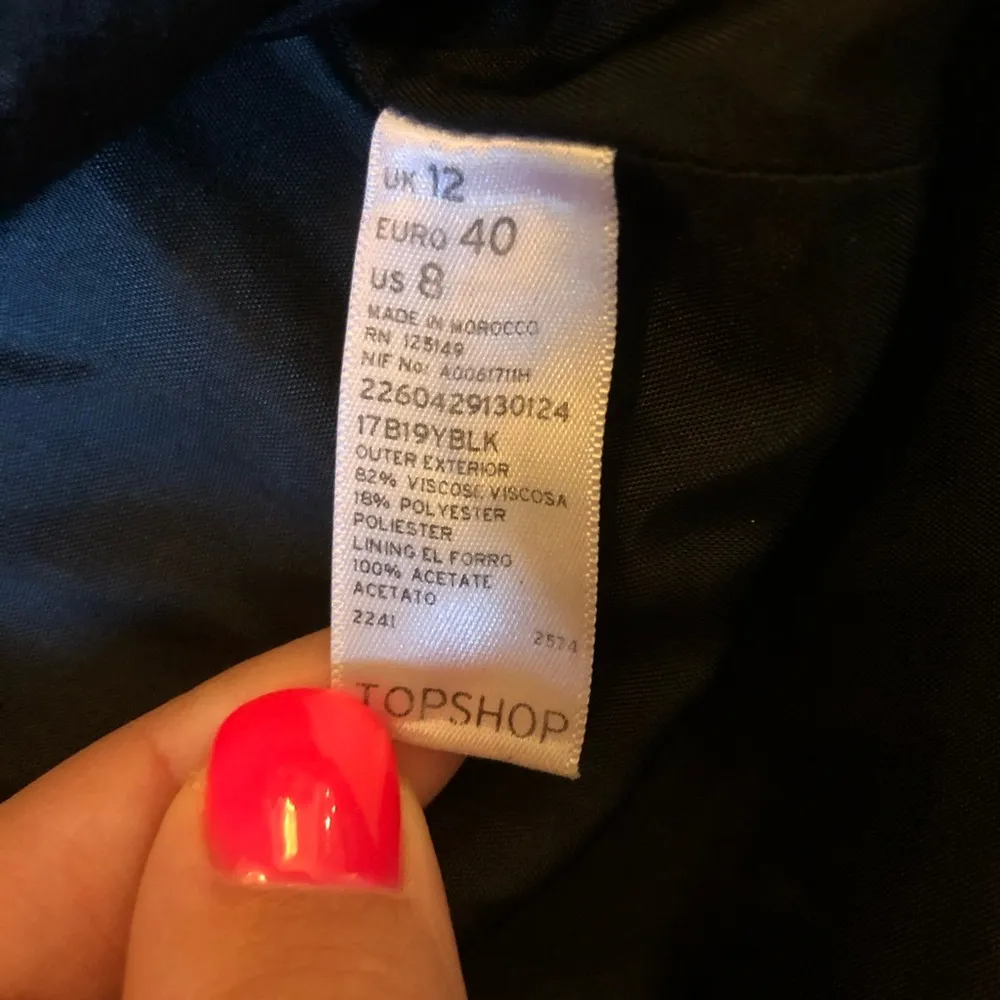 UK 12
EURO 40
US 8
MADE IN MOROCCO
RN 125149
NIF No: A0061711H
2260429130124
17B19YBLK
OUTER EXTERIOR
82% VISCOSE VISCOSA
18% POLYESTER
POLIESTER
LINING EL FORRO
100% ACETATE
ACETATO
2241 2574
TOPSHOP